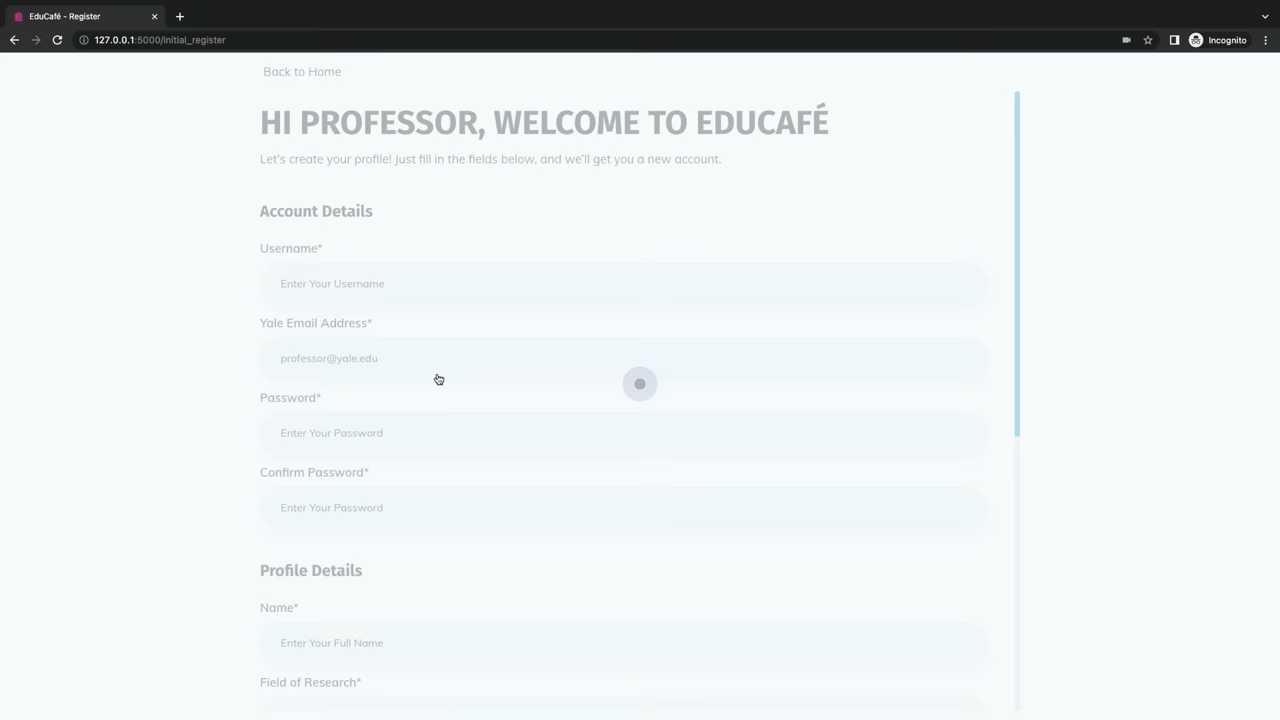 EduCafé - Register
127.0.0.1:5000/initial_register
Incognito
Back to Home
HI PROFESSOR, WELCOME TO EDUCAFÉ
Let's create your profile! Just fill in the fields below, and we'll get you a new account.
Account Details
Username*
Enter Your Username
Yale Email Address*
professor@yale.edu
Password*
Enter Your Password
Confirm Password*
Enter Your Password
Profile Details
Name*
Enter Your Full Name
Field of Research*